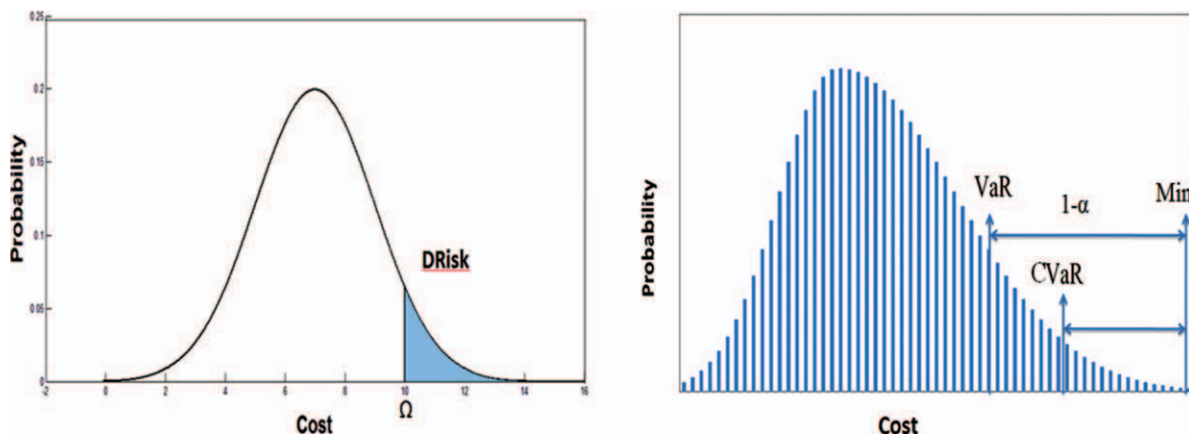 0.25
0.2
0.15
0.1
0.05
0
-2 0 2 4 6 8 10 12 14 16
Probability
DRisk
Ω
Cost
Probability
VaR
1-α
Min
CVaR
Cost